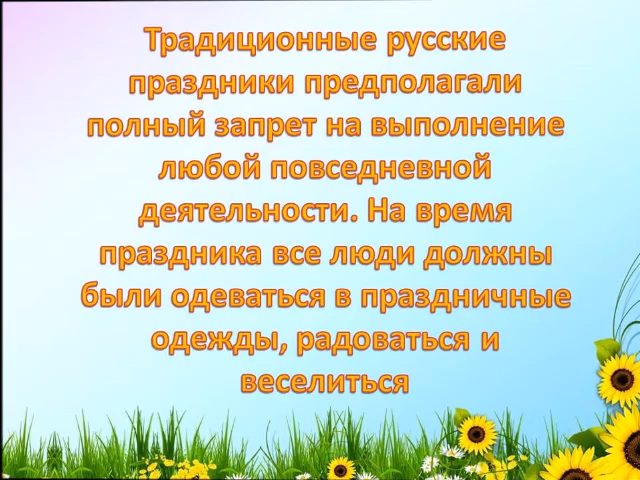 Традиционные русские
праздники предполагали
полный запрет на выполнение
любой повседневной
деятельности. На время
праздника все люди должны
были одеваться в праздничные
одежды, радоваться и
веселиться